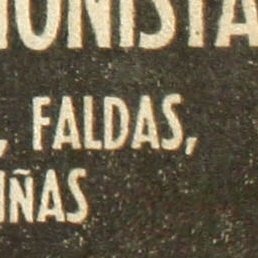 IONISTA
, FALDAS,
IÑAS